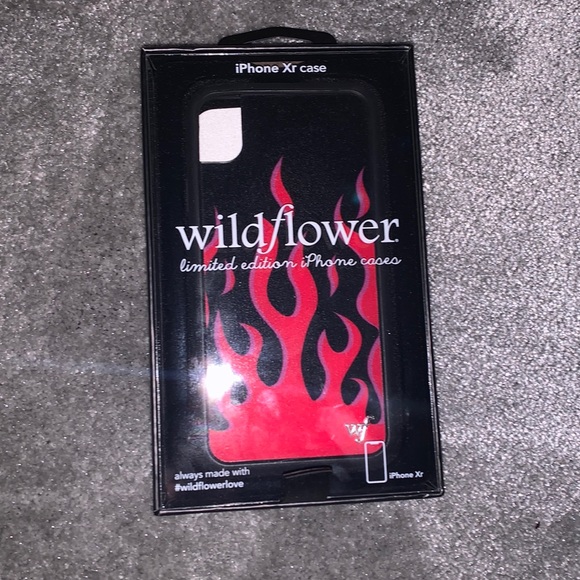 iPhone Xr case
wildflower®
limited edition iPhone cases
wf
always made with
#wildflowerlove
iPhone Xr